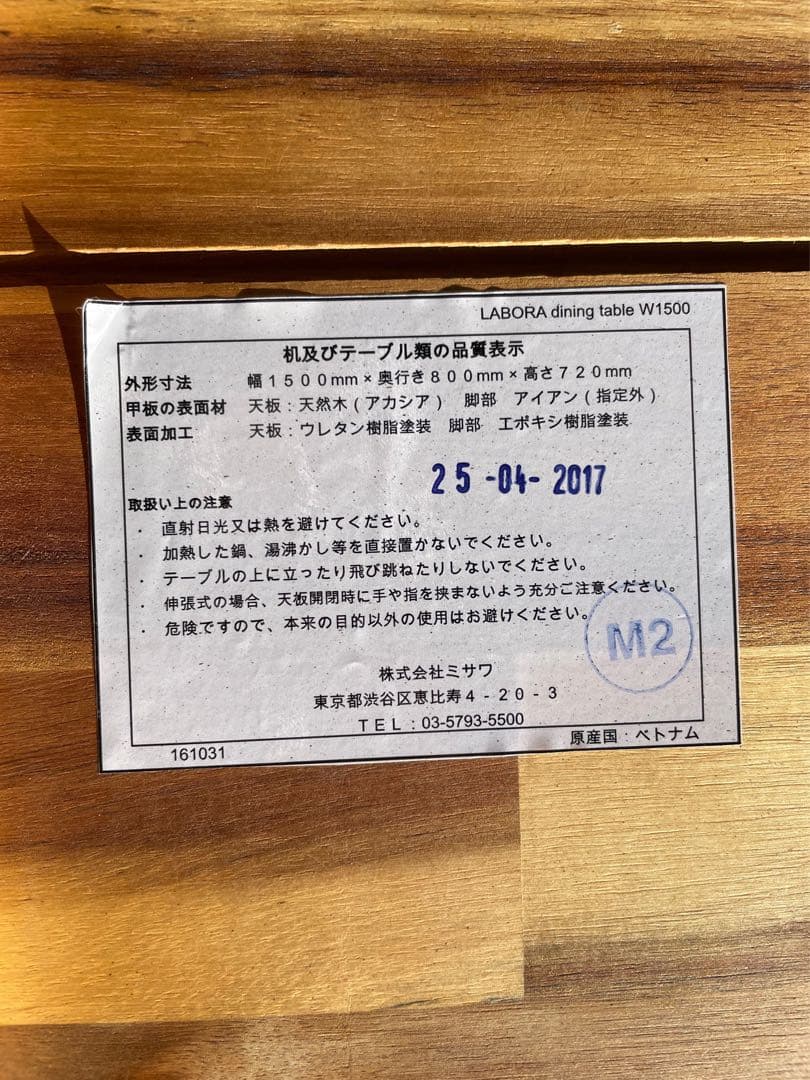 LABORA dining table W1500
机及びテーブル類の品質表示
外形寸法 幅1500mm×奥行き800mm×高さ720mm
甲板の表面材 天板：天然木（アカシア） 脚部 アイアン（指定外）
表面加工 天板：ウレタン樹脂塗装 脚部 エポキシ樹脂塗装
25-04-2017
取扱い上の注意
・ 直射日光又は熱を避けてください。
・ 加熱した鍋、湯沸かし等を直接置かないでください。
・ テーブルの上に立ったり飛び跳ねたりしないでください。
・ 伸張式の場合、天板開閉時に手や指を挟まないよう充分ご注意ください。
・ 危険ですので、本来の目的以外の使用はお避けください。
M2
株式会社ミサワ
東京都渋谷区恵比寿4-20-3
TEL：03-5793-5500
161031 原産国：ベトナム